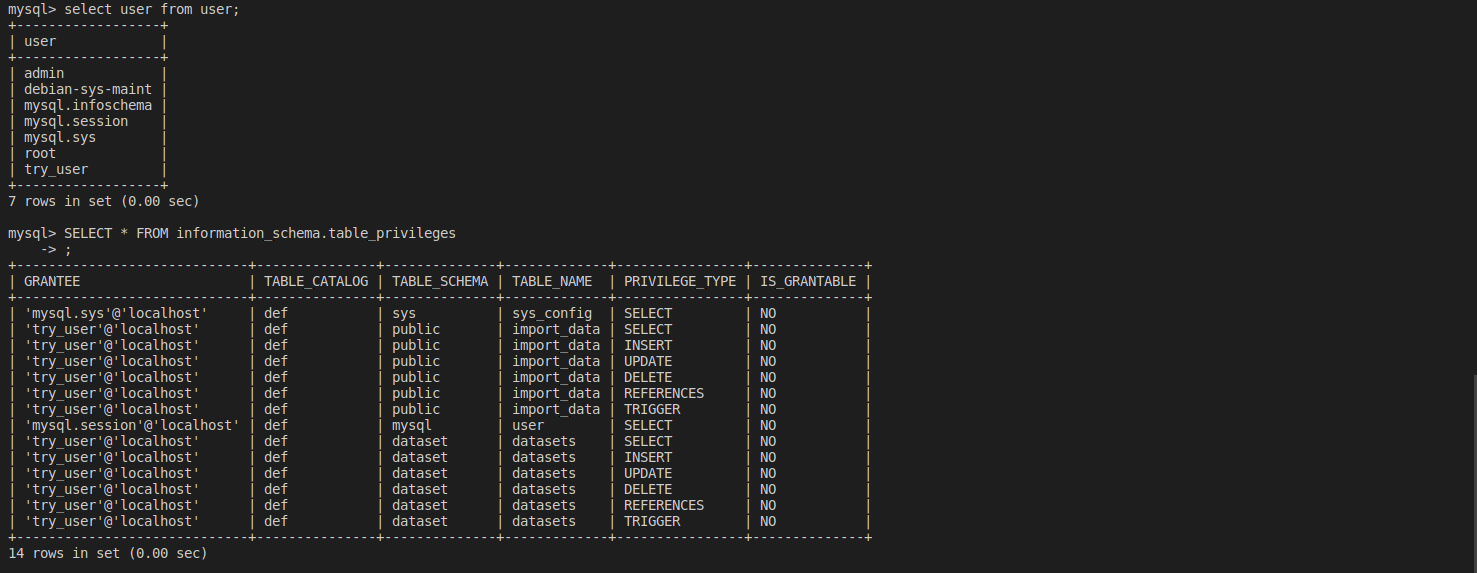 mysql> select user from user;
+------------------+
| user             |
+------------------+
| admin            |
| debian-sys-maint |
| mysql.infoschema |
| mysql.session    |
| mysql.sys        |
| root             |
| try_user         |
+------------------+
7 rows in set (0.00 sec)

mysql> SELECT * FROM information_schema.table_privileges
    -> ;
+-----------------------------+---------------+--------------+-------------+----------------+--------------+
| GRANTEE                     | TABLE_CATALOG | TABLE_SCHEMA | TABLE_NAME  | PRIVILEGE_TYPE | IS_GRANTABLE |
+-----------------------------+---------------+--------------+-------------+----------------+--------------+
| 'mysql.sys'@'localhost'     | def           | sys          | sys_config  | SELECT         | NO           |
| 'try_user'@'localhost'      | def           | public       | import_data | SELECT         | NO           |
| 'try_user'@'localhost'      | def           | public       | import_data | INSERT         | NO           |
| 'try_user'@'localhost'      | def           | public       | import_data | UPDATE         | NO           |
| 'try_user'@'localhost'      | def           | public       | import_data | DELETE         | NO           |
| 'try_user'@'localhost'      | def           | public       | import_data | REFERENCES     | NO           |
| 'try_user'@'localhost'      | def           | public       | import_data | TRIGGER        | NO           |
| 'mysql.session'@'localhost' | def           | mysql        | user        | SELECT         | NO           |
| 'try_user'@'localhost'      | def           | dataset      | datasets    | SELECT         | NO           |
| 'try_user'@'localhost'      | def           | dataset      | datasets    | INSERT         | NO           |
| 'try_user'@'localhost'      | def           | dataset      | datasets    | UPDATE         | NO           |
| 'try_user'@'localhost'      | def           | dataset      | datasets    | DELETE         | NO           |
| 'try_user'@'localhost'      | def           | dataset      | datasets    | REFERENCES     | NO           |
| 'try_user'@'localhost'      | def           | dataset      | datasets    | TRIGGER        | NO           |
+-----------------------------+---------------+--------------+-------------+----------------+--------------+
14 rows in set (0.00 sec)